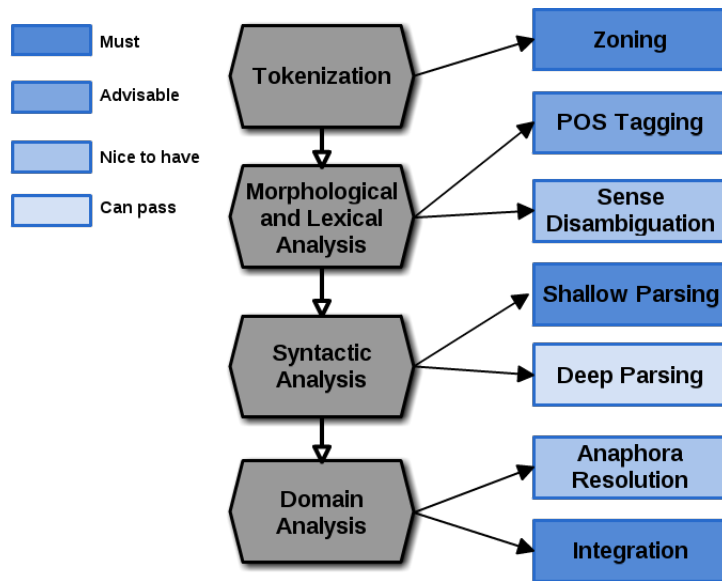 Must
Advisable
Nice to have
Can pass
Tokenization
Zoning
Morphological
and Lexical
Analysis
POS Tagging
Sense
Disambiguation
Syntactic
Analysis
Shallow Parsing
Deep Parsing
Domain
Analysis
Anaphora
Resolution
Integration